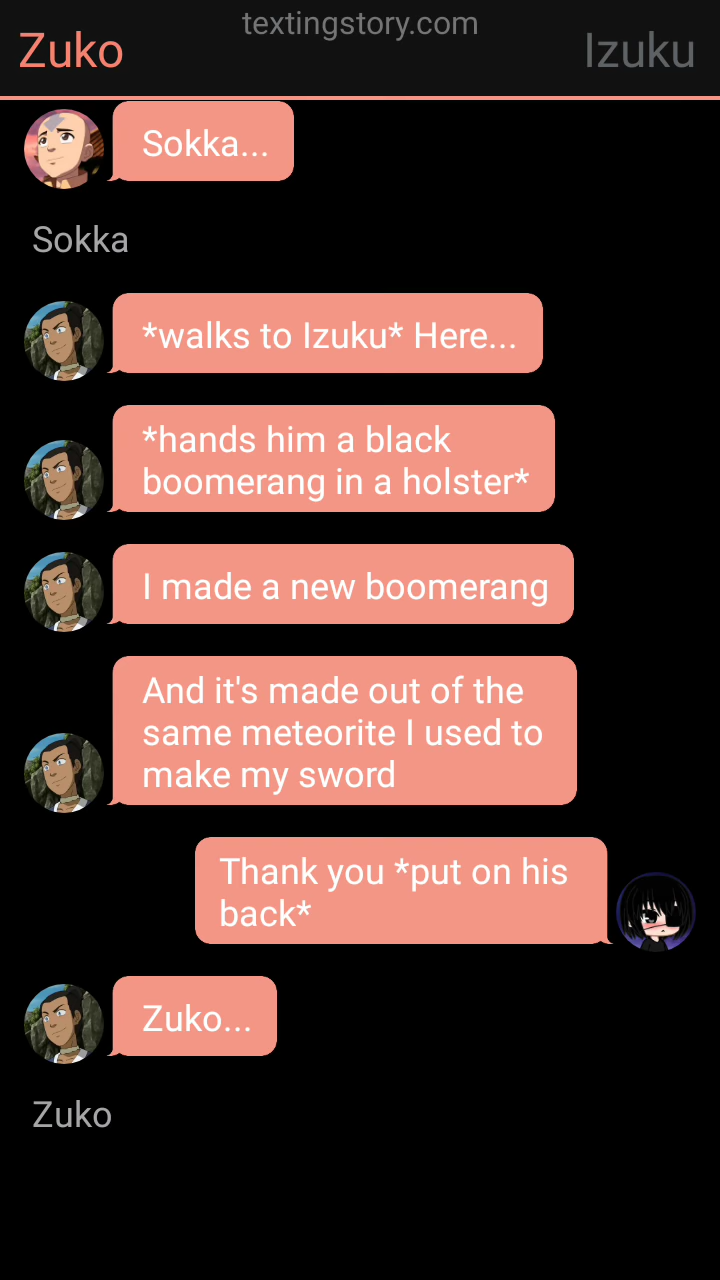 textingstory.com
Zuko
Izuku
Sokka...
Sokka
*walks to Izuku* Here...
*hands him a black
boomerang in a holster*
I made a new boomerang
And it's made out of the
same meteorite I used to
make my sword
Thank you *put on his
back*
Zuko...
Zuko